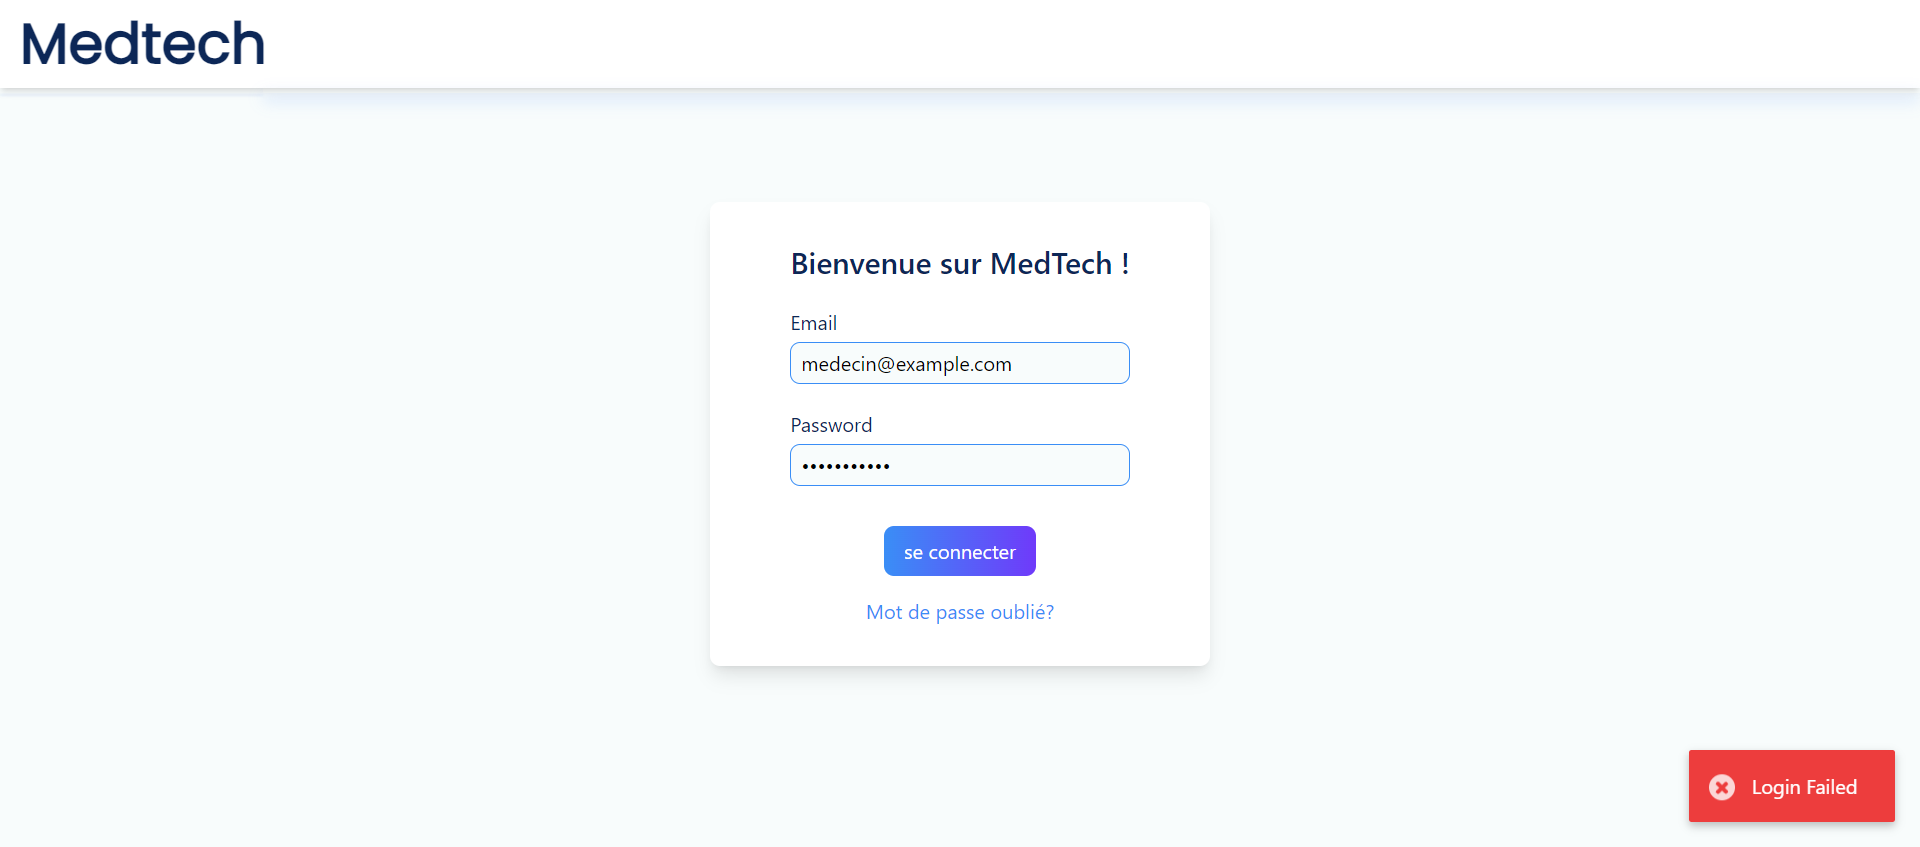 Medtech
Bienvenue sur MedTech !
Email
medecin@example.com
Password
•••••••••••
se connecter
Mot de passe oublié?
Login Failed